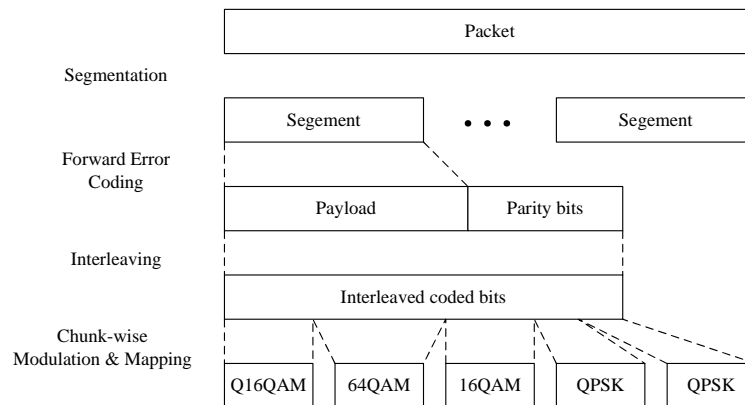 Packet
Segmentation
Segement
Segement
Forward Error
Coding
Payload
Parity bits
Interleaving
Interleaved coded bits
Chunk-wise
Modulation & Mapping
Q16QAM
64QAM
16QAM
QPSK
QPSK